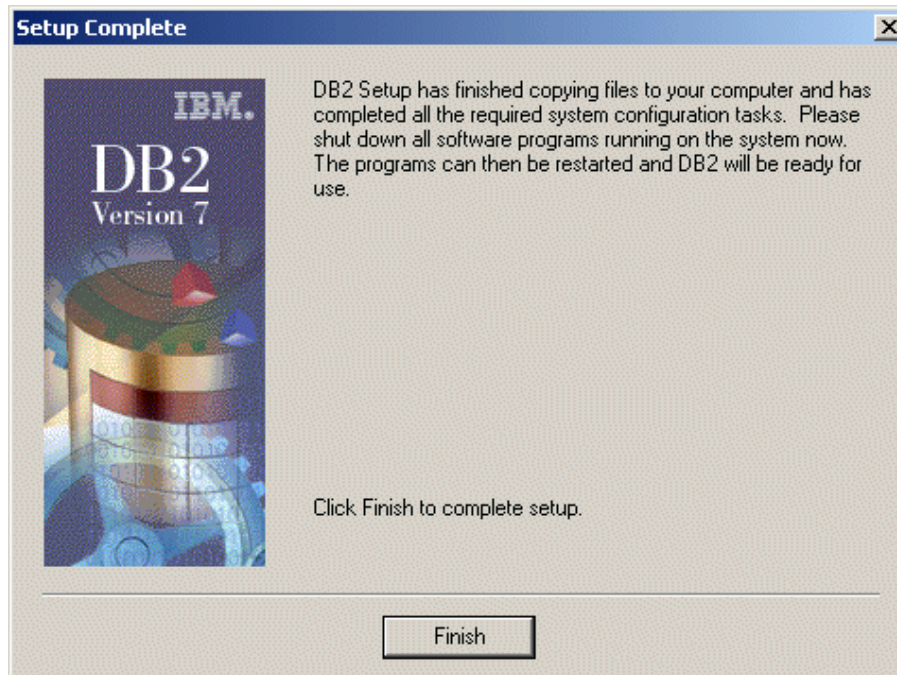 Setup Complete
IBM.
DB2
Version 7
DB2 Setup has finished copying files to your computer and has
completed all the required system configuration tasks. Please
shut down all software programs running on the system now.
The programs can then be restarted and DB2 will be ready for
use.
Click Finish to complete setup.
Finish